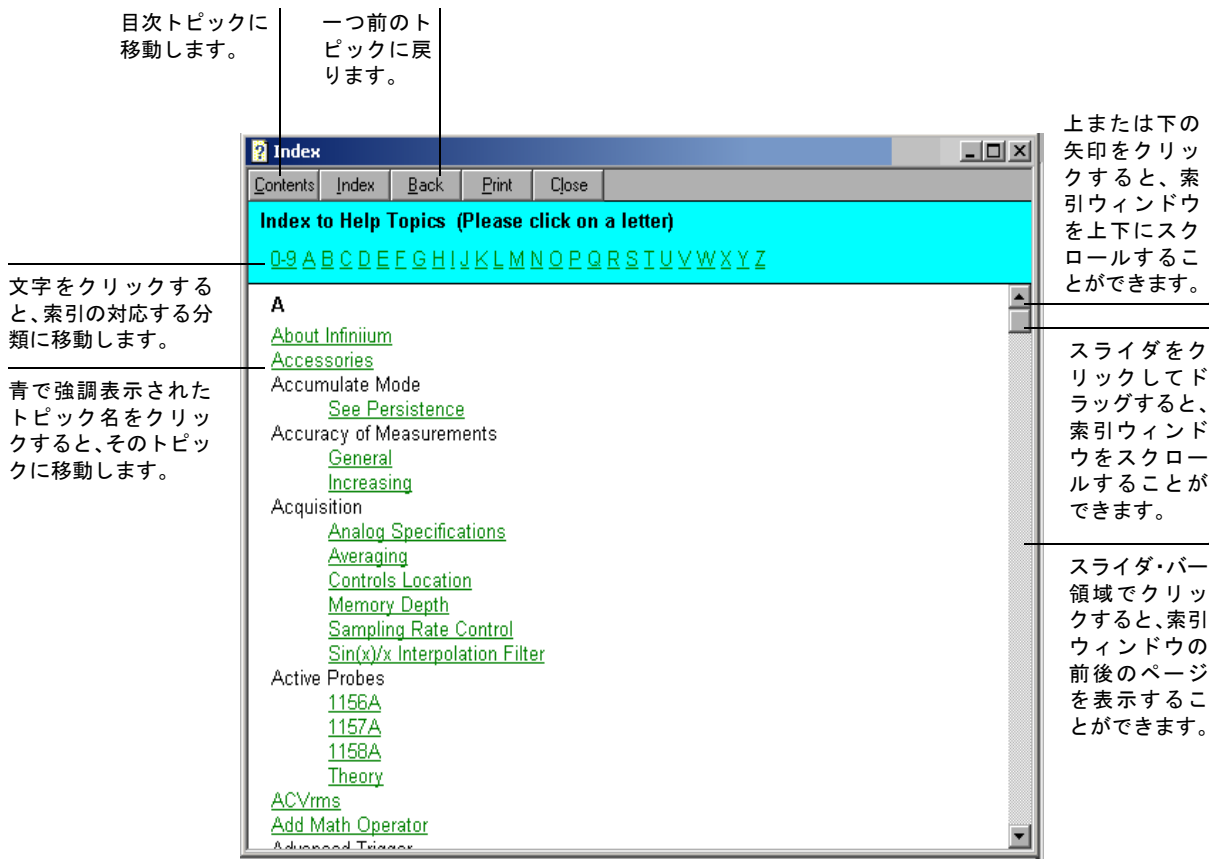 目次トピックに
移動します。
一つ前のト
ピックに戻
ります。
Index
Contents Index Back Print Close
Index to Help Topics (Please click on a letter)
0-9 A B C D E F G H I J K L M N O P Q R S T U V W X Y Z
A
About Infiniium
Accessories
Accumulate Mode
See Persistence
Accuracy of Measurements
General
Increasing
Acquisition
Analog Specifications
Averaging
Controls Location
Memory Depth
Sampling Rate Control
Sin(x)/x Interpolation Filter
Active Probes
1156A
1157A
1158A
Theory
ACVrms
Add Math Operator
Advanced Trigger
文字をクリックする
と、索引の対応する分
類に移動します。
青で強調表示された
トピック名をクリッ
クすると、そのトピッ
クに移動します。
上または下の
矢印をクリッ
クすると、索
引ウィンドウ
を上下にスク
ロールするこ
とができます。
スライダをク
リックしてド
ラッグすると、
索引ウィンド
ウをスクロー
ルすることが
できます。
スライダ・バー
領域でクリッ
クすると、索引
ウィンドウの
前後のページ
を表示するこ
とができます。